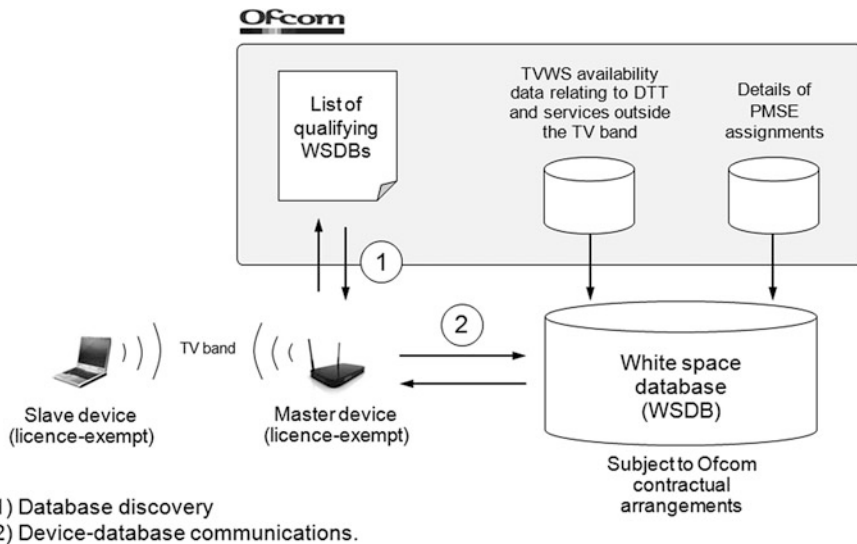 Ofcom
List of
qualifying
WSDBs
TVWS availability
data relating to DTT
and services outside
the TV band
Details of
PMSE
assignments
1
2
TV band
Slave device
(licence-exempt)
Master device
(licence-exempt)
White space
database
(WSDB)
Subject to Ofcom
contractual
arrangements
1) Database discovery
2) Device-database communications.